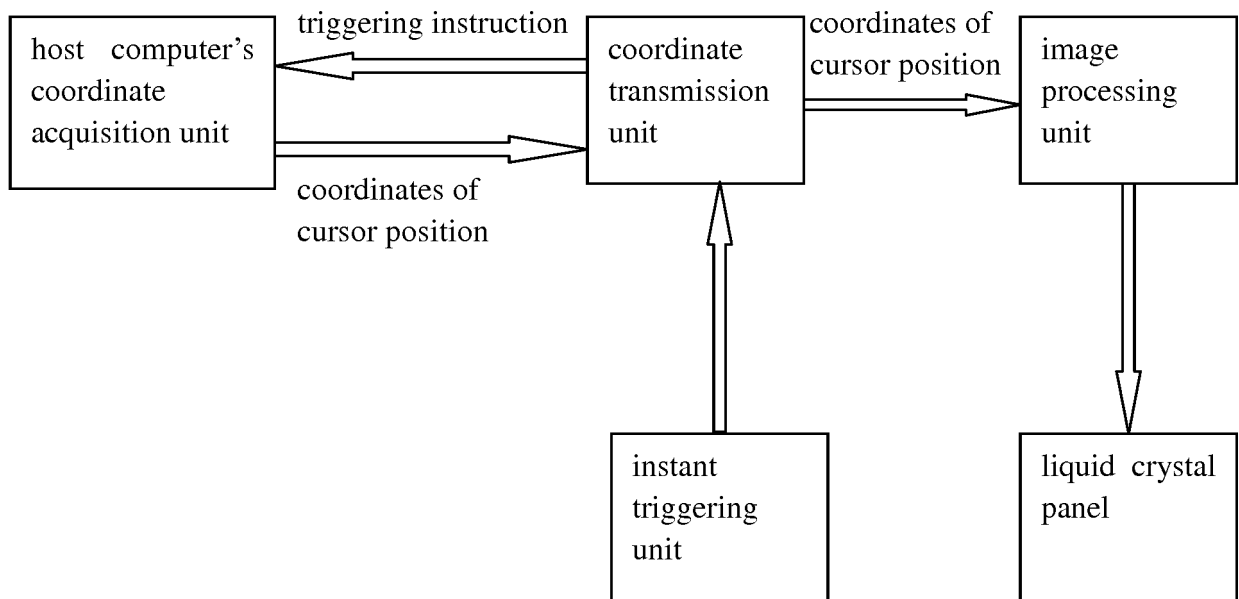 host computer's
coordinate
acquisition unit
triggering instruction
coordinates of
cursor position
coordinate
transmission
unit
coordinates of
cursor position
image
processing
unit
instant
triggering
unit
liquid crystal
panel